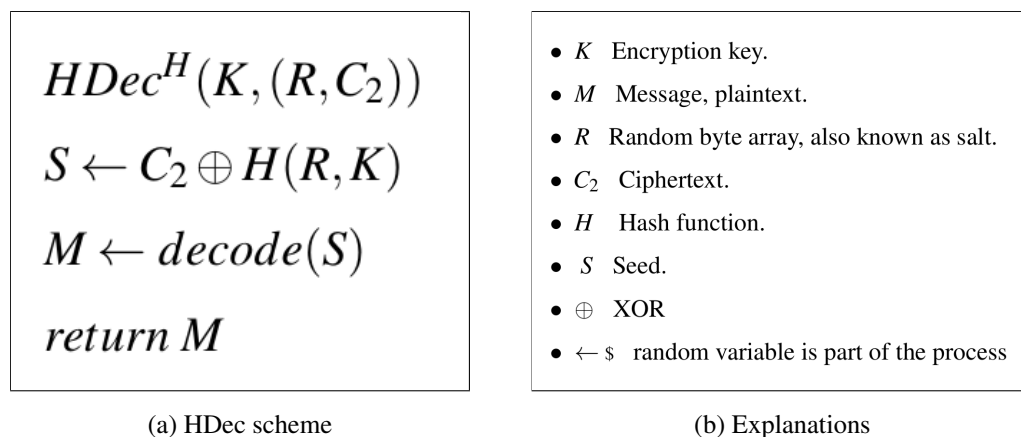 HDec^H(K,(R,C₂))
S ← C₂ ⊕ H(R,K)
M ← decode(S)
return M
(a) HDec scheme
• K Encryption key.
• M Message, plaintext.
• R Random byte array, also known as salt.
• C₂ Ciphertext.
• H Hash function.
• S Seed.
• ⊕ XOR
• ← $ random variable is part of the process
(b) Explanations